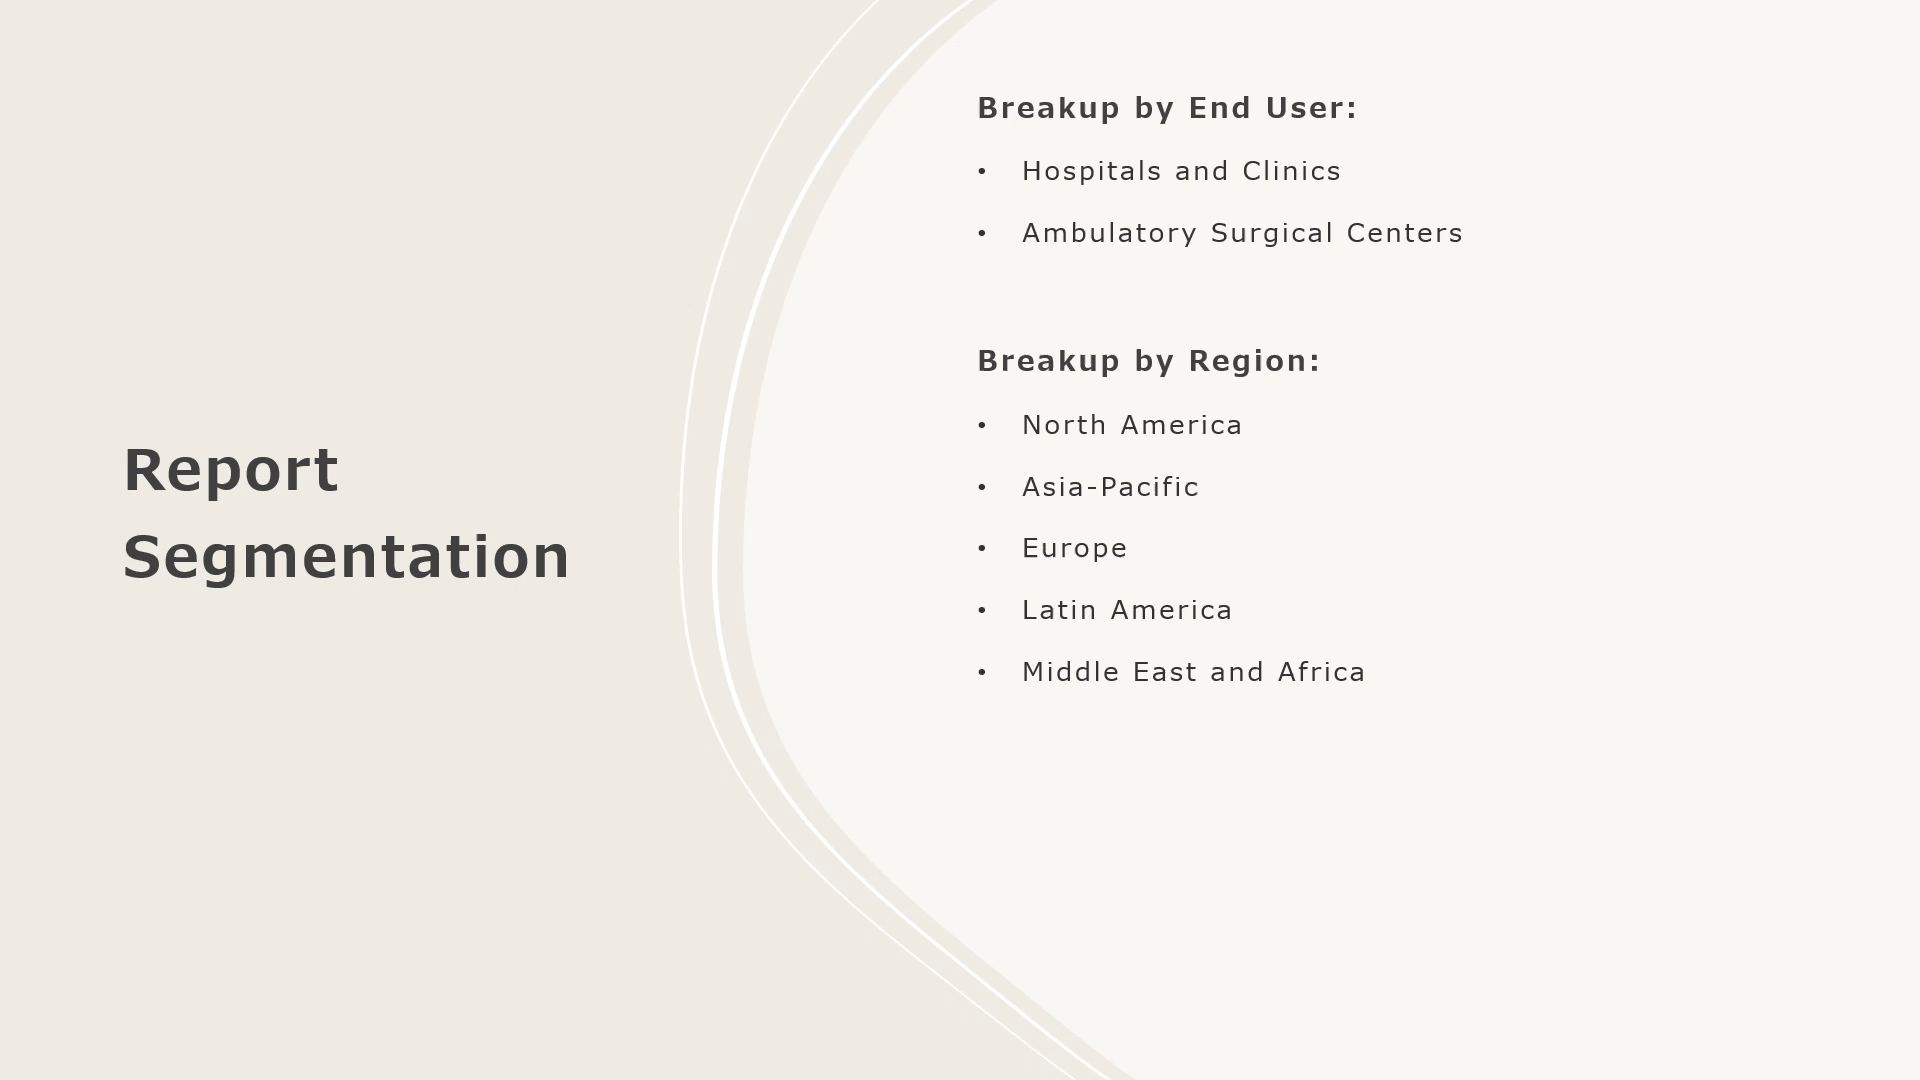 Report
Segmentation
Breakup by End User:
• Hospitals and Clinics
• Ambulatory Surgical Centers
Breakup by Region:
• North America
• Asia-Pacific
• Europe
• Latin America
• Middle East and Africa